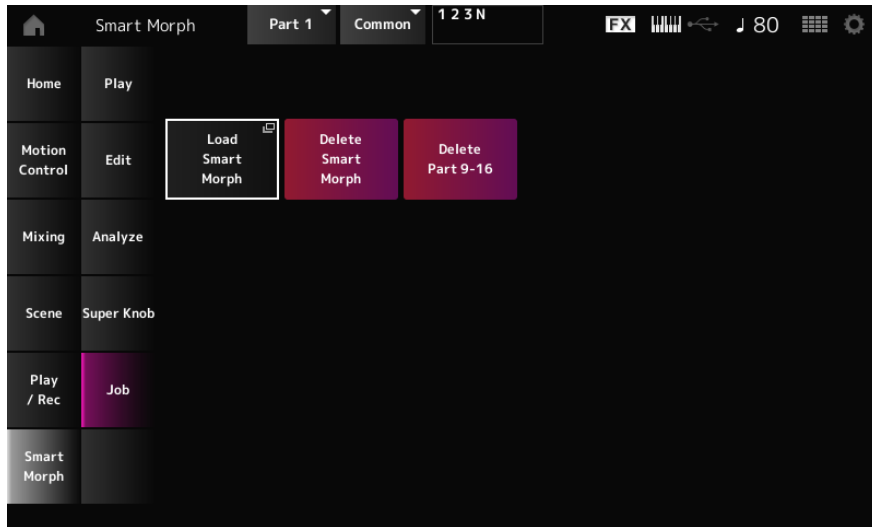 Smart Morph
Part 1
Common
1 2 3 N
FX
80
Home
Play
Motion
Control
Edit
Load
Smart
Morph
Delete
Smart
Morph
Delete
Part 9-16
Mixing
Analyze
Scene
Super Knob
Play
/ Rec
Job
Smart
Morph